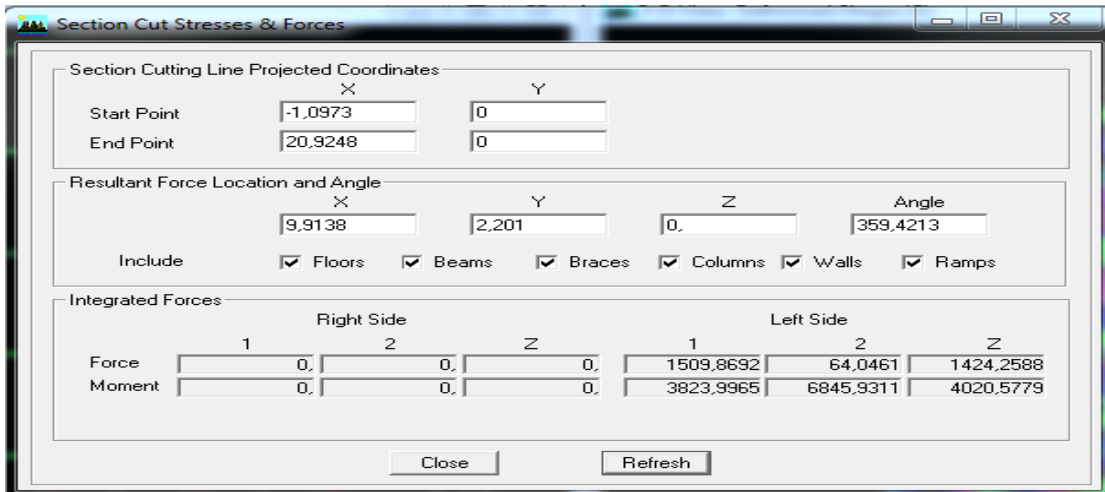 Section Cut Stresses & Forces
Section Cutting Line Projected Coordinates
X Y
Start Point -1,0973 0
End Point 20,9248 0
Resultant Force Location and Angle
X Y Z Angle
9,9138 2,201 0, 359,4213
Include Floors Beams Braces Columns Walls Ramps
Integrated Forces
Right Side Left Side
1 2 Z 1 2 Z
Force 0, 0, 0, 1509,8692 64,0461 1424,2588
Moment 0, 0, 0, 3823,9965 6845,9311 4020,5779
Close Refresh